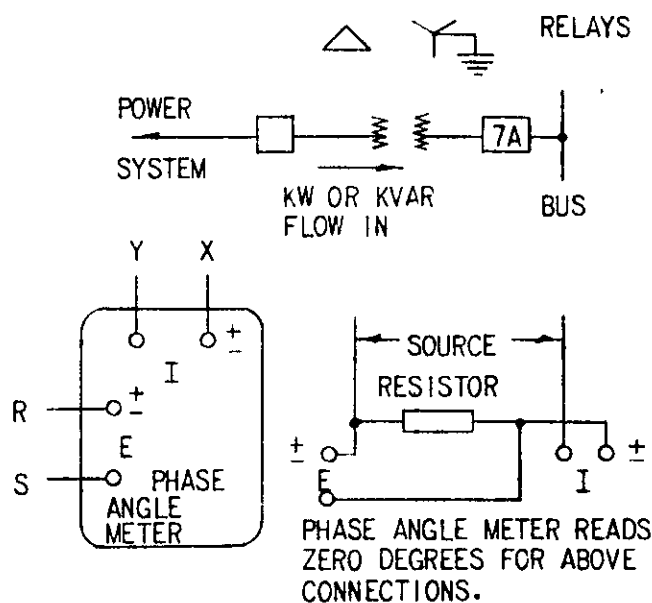 RELAYS
POWER
SYSTEM
7A
KW OR KVAR
FLOW IN
BUS
Y X
±
I
R ±
E
S PHASE
ANGLE
METER
SOURCE
RESISTOR
± ±
E I
PHASE ANGLE METER READS
ZERO DEGREES FOR ABOVE
CONNECTIONS.